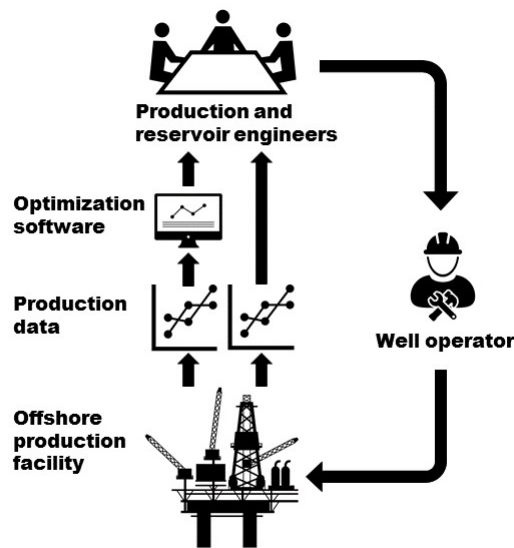 Production and
reservoir engineers
Optimization
software
Production
data
Well operator
Offshore
production
facility